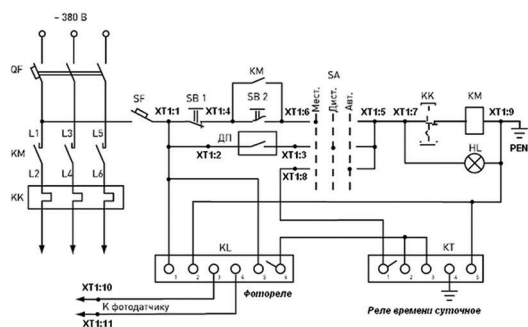 ~ 380 В
QF
SF
XT1:1
SB 1
XT1:4
KM
SB 2
XT1:6
SA
Мест.
Дист.
Авт.
XT1:5
XT1:7
KK
KM
XT1:9
PEN
HL
L1
L3
L5
KM
L2
L4
L6
KK
ДП
XT1:2
XT1:3
XT1:8
KL
KT
1
2
3
4
5
6
1
2
3
4
5
Фотореле
Реле времени суточное
XT1:10
К фотодатчику
XT1:11